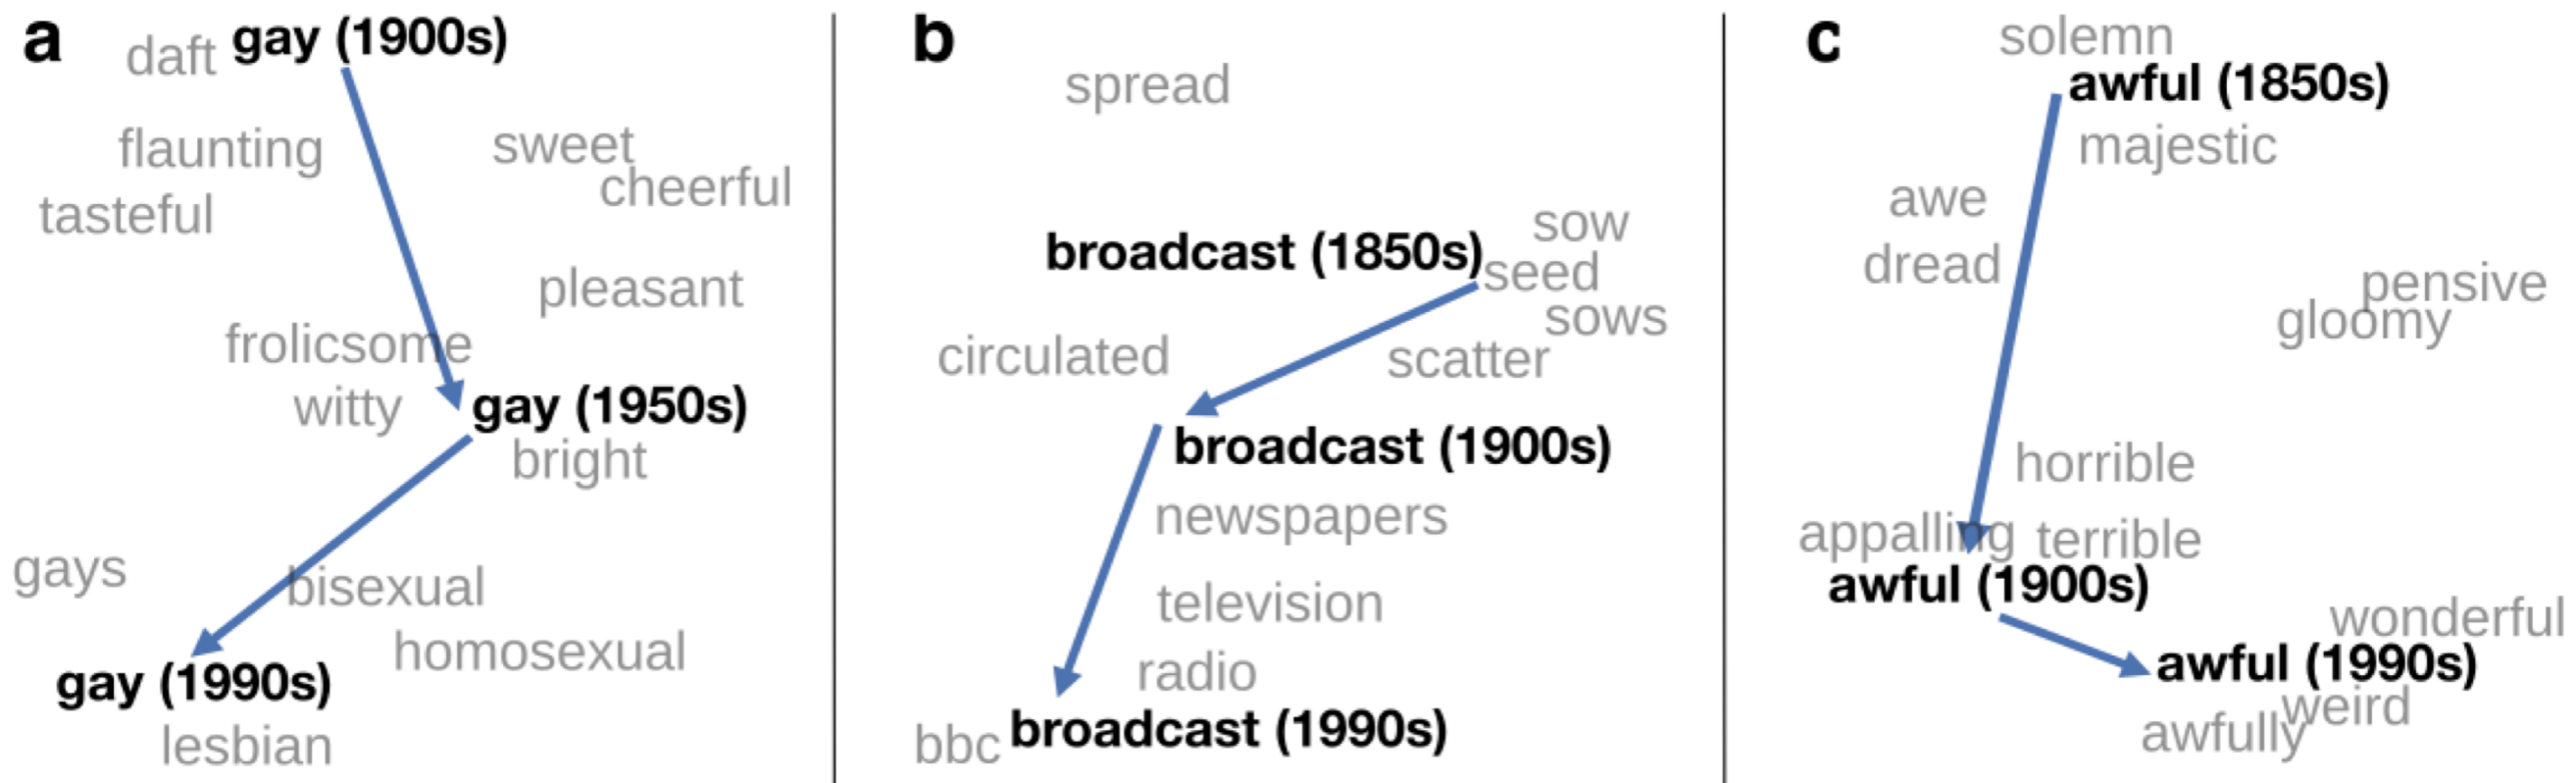 a
daft gay (1900s)
flaunting
sweet
cheerful
tasteful
pleasant
frolicsome
witty
gay (1950s)
bright
gays
bisexual
homosexual
gay (1990s)
lesbian
b
spread
sow
broadcast (1850s)
seed
sows
circulated
scatter
broadcast (1900s)
newspapers
television
radio
bbc broadcast (1990s)
c
solemn
awful (1850s)
majestic
awe
dread
pensive
gloomy
horrible
appalling terrible
awful (1900s)
wonderful
awful (1990s)
weird
awfully